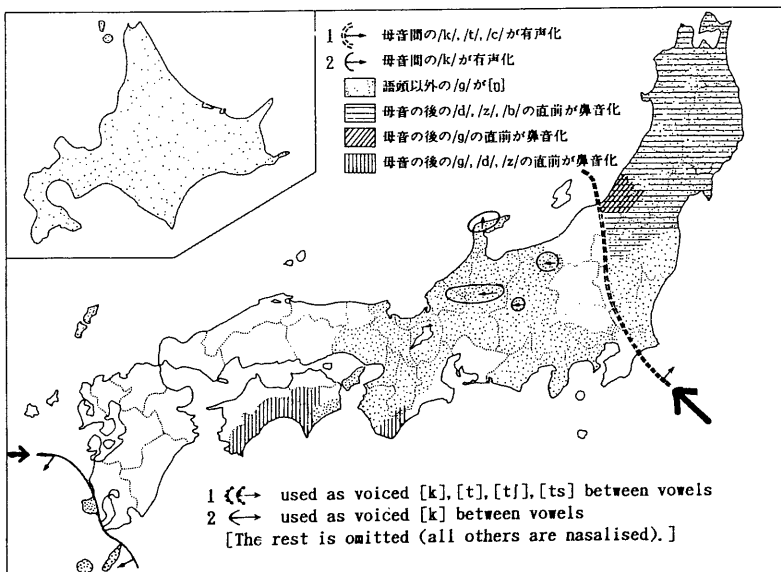 1 母音間の/k/, /t/, /c/が有声化
2 母音間の/k/が有声化
語頭以外の/g/が[ŋ]
母音の後の/d/, /z/, /b/の直前が鼻音化
母音の後の/g/の直前が鼻音化
母音の後の/g/, /d/, /z/の直前が鼻音化
1 used as voiced [k], [t], [tʃ], [ts] between vowels
2 used as voiced [k] between vowels
[The rest is omitted (all others are nasalised).]